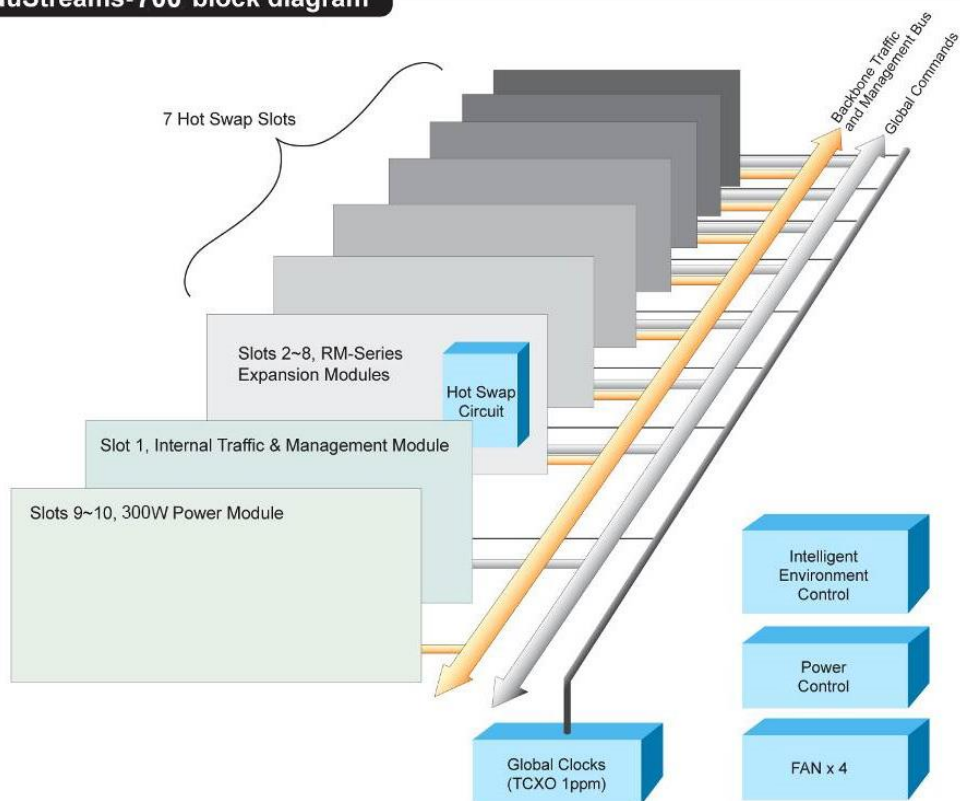 block diagram
7 Hot Swap Slots
Backbone Traffic
and Management Bus
Global Commands
Slots 2~8, RM-Series
Expansion Modules
Hot Swap
Circuit
Slot 1, Internal Traffic & Management Module
Slots 9~10, 300W Power Module
Intelligent
Environment
Control
Power
Control
Global Clocks
(TCXO 1ppm)
FAN x 4